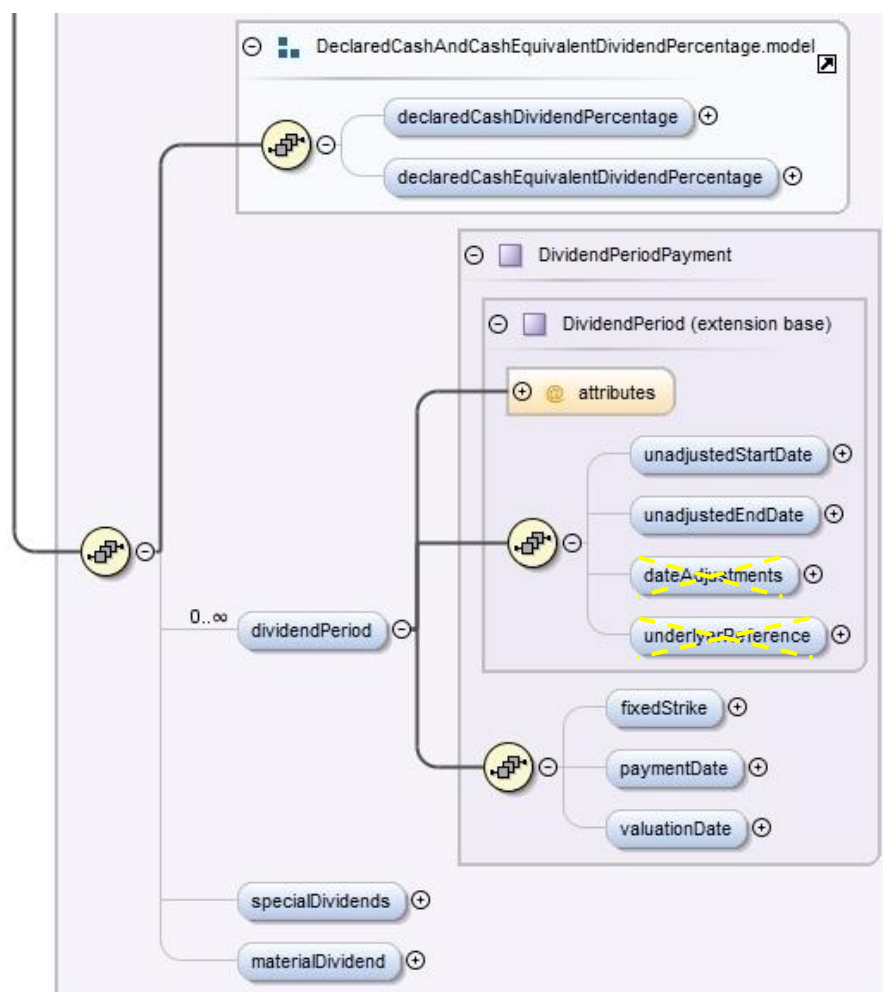 DeclaredCashAndCashEquivalentDividendPercentage.model
declaredCashDividendPercentage
declaredCashEquivalentDividendPercentage
DividendPeriodPayment
DividendPeriod (extension base)
@ attributes
unadjustedStartDate
unadjustedEndDate
dateAdjustments
0..∞
dividendPeriod
underlyerReference
fixedStrike
paymentDate
valuationDate
specialDividends
materialDividend